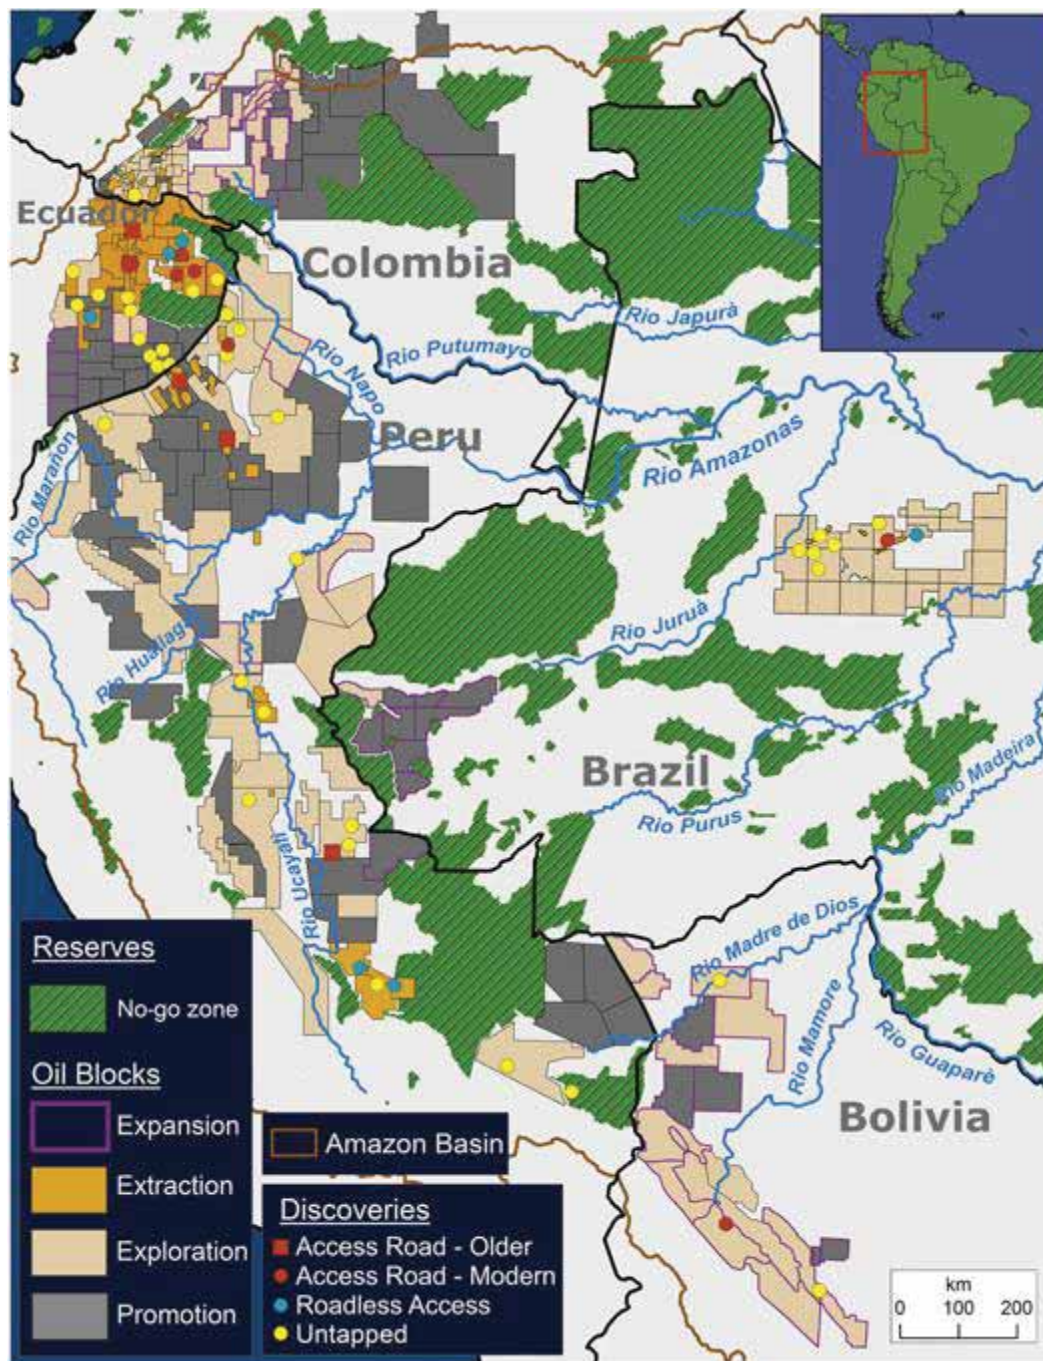 Ecuador
Colombia
Rio Japurà
Rio Putumayo
Rio Napo
Peru
Rio Amazonas
Rio Marañon
Rio Juruà
Rio Huallaga
Brazil
Rio Madeira
Rio Purus
Rio Ucayali
Rio Madre de Dios
Rio Mamore
Rio Guaparè
Bolivia
Reserves
No-go zone
Oil Blocks
Expansion
Extraction
Exploration
Promotion
Amazon Basin
Discoveries
Access Road - Older
Access Road - Modern
Roadless Access
Untapped
km
0 100 200